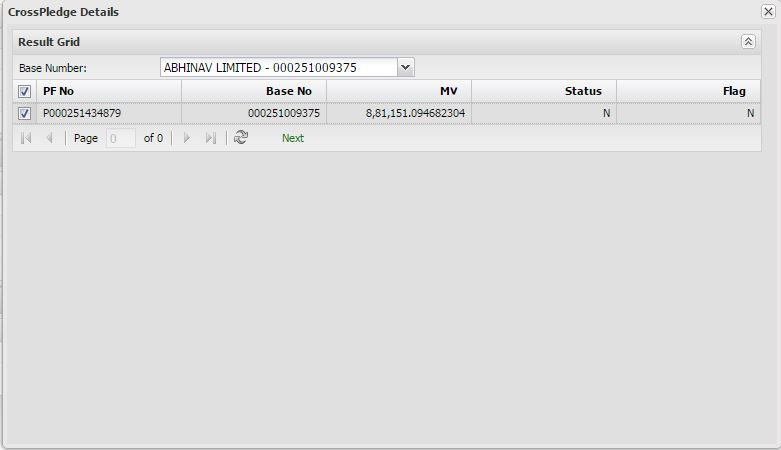 CrossPledge Details
Result Grid
Base Number: ABHINAV LIMITED - 000251009375
PF No Base No MV Status Flag
P000251434879 000251009375 8,81,151.094682304 N N
Page 0 of 0 Next